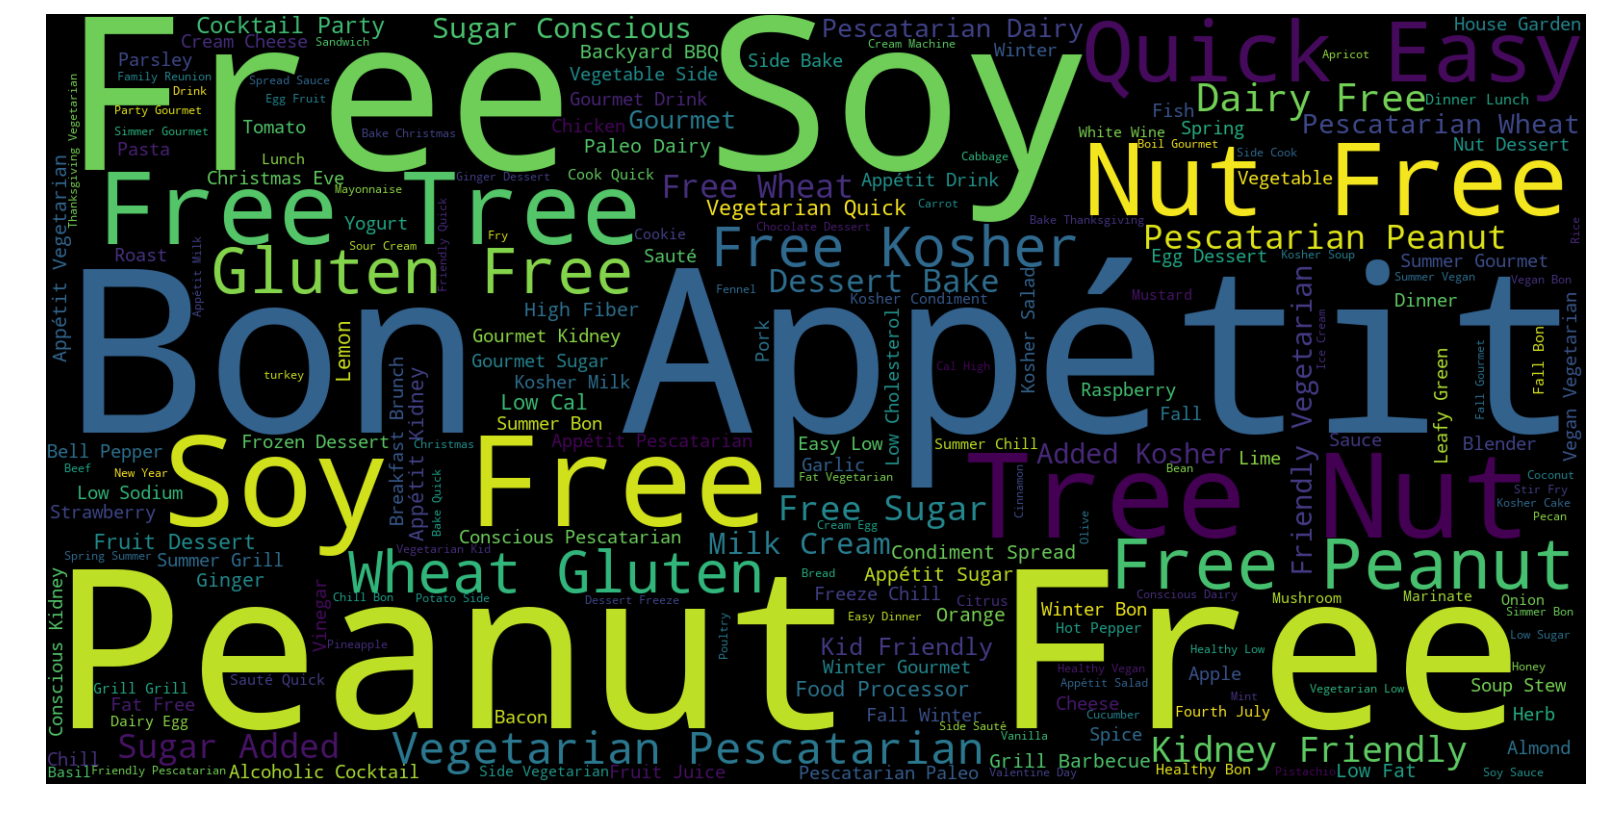 Free Soy
Quick Easy
Bon Appétit
Peanut Free
Nut Free
Free Tree
Gluten Free
Soy Free
Tree Nut
Free Peanut
Wheat Gluten
Free Kosher
Vegetarian Pescatarian
Kidney Friendly
Sugar Added
Cocktail Party
Sugar Conscious
Pescatarian Dairy
House Garden
Cream Cheese
Sandwich
Backyard BBQ
Cream Machine
Winter
Apricot
Parsley
Side Bake
Family Reunion
Spread Sauce
Vegetable Side
Drink
Egg Fruit
Gourmet Drink
Dairy Free
Dinner Lunch
Party Gourmet
Fish
Simmer Gourmet
Tomato
Bake Christmas
Chicken
Gourmet
White Wine
Spring
Pescatarian Wheat
Pasta
Paleo Dairy
Boil Gourmet
Nut Dessert
Lunch
Cabbage
Side Cook
Christmas Eve
Mayonnaise
Ginger Dessert
Cook Quick
Free Wheat
Appétit Drink
Vegetable
Thanksgiving Vegetarian
Appétit Vegetarian
Yogurt
Vegetarian Quick
Carrot
Bake Thanksgiving
Rice
Fry
Cookie
Chocolate Dessert
Pescatarian Peanut
Roast
Sour Cream
Friendly Quick
Sauté
Egg Dessert
Kosher Soup
Summer Gourmet
Appétit Milk
Dessert Bake
Summer Vegan
Vegan Bon
Fennel
Kosher Condiment
Kosher Salad
Mustard
Dinner
High Fiber
Lemon
Gourmet Kidney
Pork
Low Cholesterol
Friendly Vegetarian
Ice Cream
Gourmet Sugar
turkey
Kosher Milk
Cal High
Raspberry
Leafy Green
Fall Gourmet
Fall Bon
Vegan Vegetarian
Low Cal
Fall
Summer Bon
Breakfast Brunch
Appétit Kidney
Bell Pepper
Frozen Dessert
Christmas
Appétit Pescatarian
Easy Low
Summer Chill
Added Kosher
Lime
Sauce
Blender
Beef
New Year
Garlic
Bean
Coconut
Low Sodium
Bake Quick
Fat Vegetarian
Cinnamon
Stir Fry
Strawberry
Free Sugar
Kosher Cake
Olive
Pecan
Fruit Dessert
Conscious Pescatarian
Cream Egg
Milk Cream
Condiment Spread
Spring Summer
Summer Grill
Vegetarian Kid
Ginger
Bread
Appétit Sugar
Conscious Kidney
Vinegar
Chill Bon
Potato Side
Dessert Freeze
Freeze Chill
Citrus
Conscious Dairy
Mushroom
Marinate
Onion
Easy Dinner
Orange
Winter Bon
Simmer Bon
Hot Pepper
Low Sugar
Pineapple
Poultry
Kid Friendly
Healthy Low
Winter Gourmet
Healthy Vegan
Apple
Honey
Grill Grill
Sauté Quick
Food Processor
Appétit Salad
Vegetarian Low
Soup Stew
Fat Free
Cheese
Mint
Dairy Egg
Bacon
Fall Winter
Cucumber
Fourth July
Herb
Side Sauté
Vanilla
Spice
Chill
Grill Barbecue
Almond
Basil
Friendly Pescatarian
Alcoholic Cocktail
Side Vegetarian
Fruit Juice
Pescatarian Paleo
Valentine Day
Healthy Bon
Pistachio
Low Fat
Soy Sauce